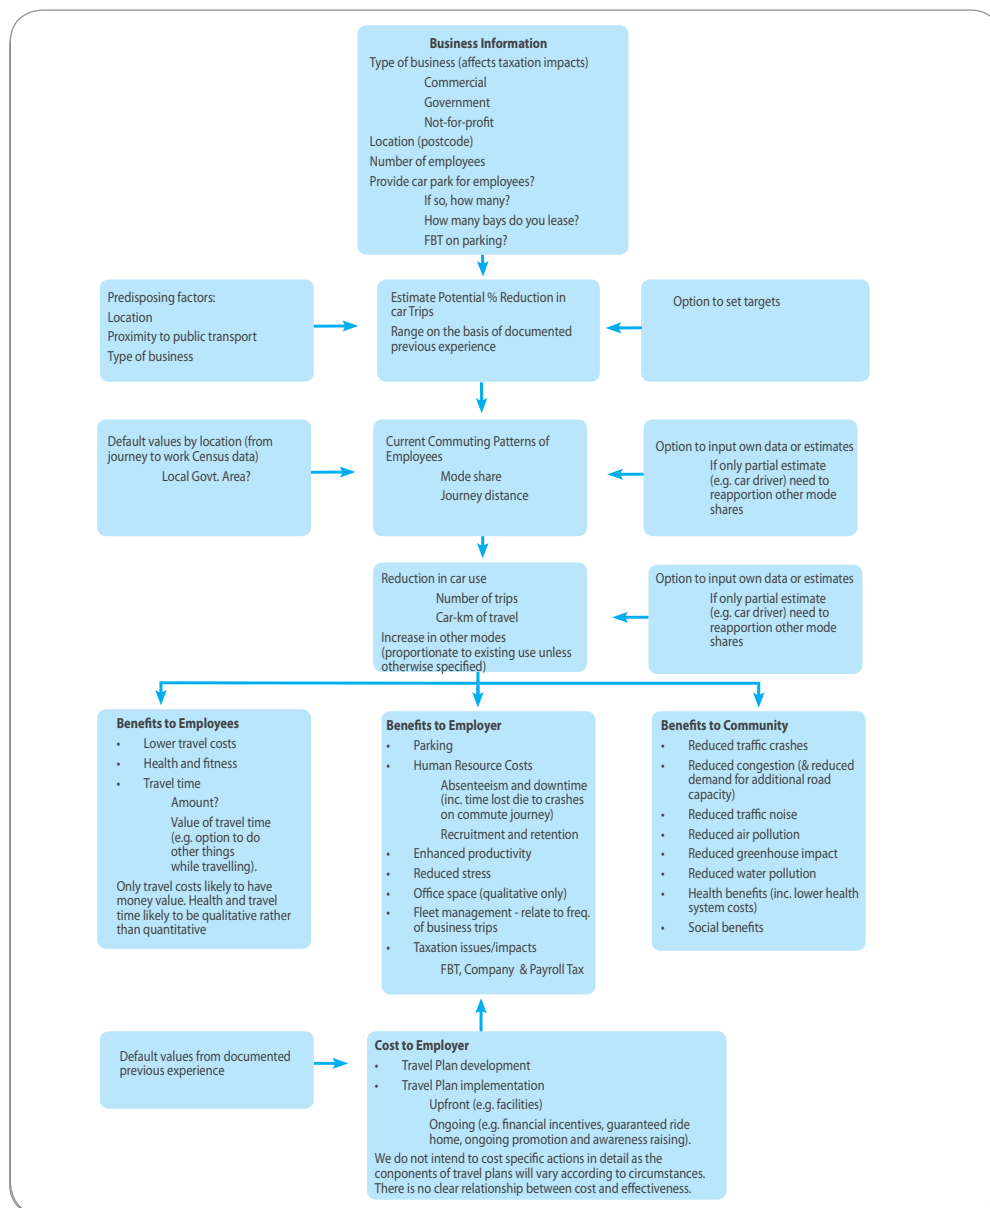 Business Information
Type of business (affects taxation impacts)
Commercial
Government
Not-for-profit
Location (postcode)
Number of employees
Provide car park for employees?
If so, how many?
How many bays do you lease?
FBT on parking?
Predisposing factors:
Location
Proximity to public transport
Type of business
Estimate Potential % Reduction in
car Trips
Range on the basis of documented
previous experience
Option to set targets
Default values by location (from
journey to work Census data)
Local Govt. Area?
Current Commuting Patterns of
Employees
Mode share
Journey distance
Option to input own data or estimates
If only partial estimate
(e.g. car driver) need to
reapportion other mode
shares
Reduction in car use
Number of trips
Car-km of travel
Increase in other modes
(proportionate to existing use unless
otherwise specified)
Option to input own data or estimates
If only partial estimate
(e.g. car driver) need to
reapportion other mode
shares
Benefits to Employees
• Lower travel costs
• Health and fitness
• Travel time
Amount?
Value of travel time
(e.g. option to do
other things
while travelling).
Only travel costs likely to have
money value. Health and travel
time likely to be qualitative rather
than quantitative
Benefits to Employer
• Parking
• Human Resource Costs
Absenteeism and downtime
(inc. time lost die to crashes
on commute journey)
Recruitment and retention
• Enhanced productivity
• Reduced stress
• Office space (qualitative only)
• Fleet management - relate to freq.
of business trips
• Taxation issues/impacts
FBT, Company & Payroll Tax
Benefits to Community
• Reduced traffic crashes
• Reduced congestion (& reduced
demand for additional road
capacity)
• Reduced traffic noise
• Reduced air pollution
• Reduced greenhouse impact
• Reduced water pollution
• Health benefits (inc. lower health
system costs)
• Social benefits
Default values from documented
previous experience
Cost to Employer
• Travel Plan development
• Travel Plan implementation
Upfront (e.g. facilities)
Ongoing (e.g. financial incentives, guaranteed ride
home, ongoing promotion and awareness raising).
We do not intend to cost specific actions in detail as the
conponents of travel plans will vary according to circumstances.
There is no clear relationship between cost and effectiveness.